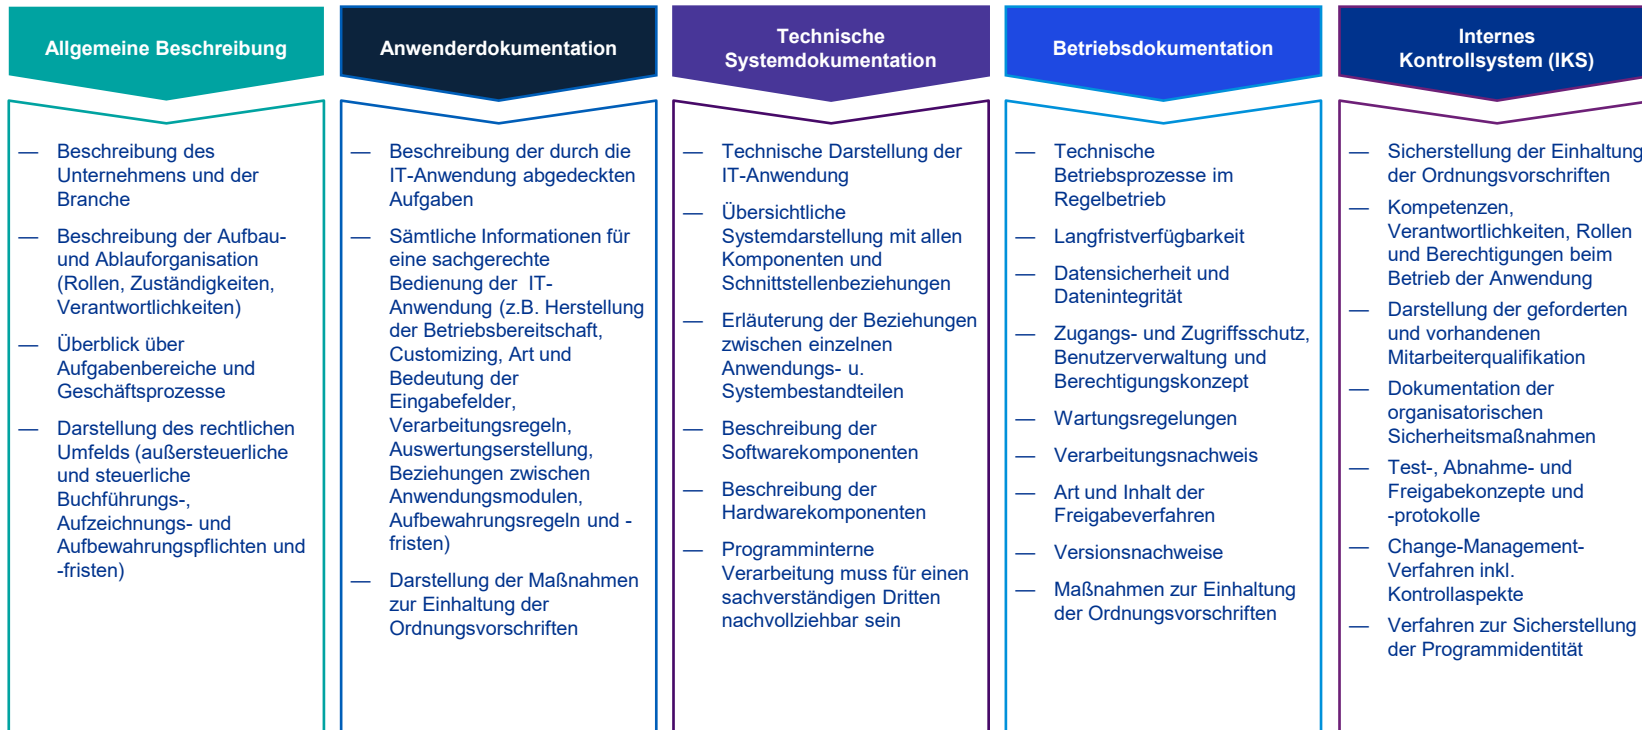 Allgemeine Beschreibung
— Beschreibung des
Unternehmens und der
Branche
— Beschreibung der Aufbau-
und Ablauforganisation
(Rollen, Zuständigkeiten,
Verantwortlichkeiten)
— Überblick über
Aufgabenbereiche und
Geschäftsprozesse
— Darstellung des rechtlichen
Umfelds (außersteuerliche
und steuerliche
Buchführungs-,
Aufzeichnungs- und
Aufbewahrungspflichten und
-fristen)
Anwenderdokumentation
— Beschreibung der durch die
IT-Anwendung abgedeckten
Aufgaben
— Sämtliche Informationen für
eine sachgerechte
Bedienung der IT-
Anwendung (z.B. Herstellung
der Betriebsbereitschaft,
Customizing, Art und
Bedeutung der
Eingabefelder,
Verarbeitungsregeln,
Auswertungserstellung,
Beziehungen zwischen
Anwendungsmodulen,
Aufbewahrungsregeln und -
fristen)
— Darstellung der Maßnahmen
zur Einhaltung der
Ordnungsvorschriften
Technische
Systemdokumentation
— Technische Darstellung der
IT-Anwendung
— Übersichtliche
Systemdarstellung mit allen
Komponenten und
Schnittstellenbeziehungen
— Erläuterung der Beziehungen
zwischen einzelnen
Anwendungs- u.
Systembestandteilen
— Beschreibung der
Softwarekomponenten
— Beschreibung der
Hardwarekomponenten
— Programminterne
Verarbeitung muss für einen
sachverständigen Dritten
nachvollziehbar sein
Betriebsdokumentation
— Technische
Betriebsprozesse im
Regelbetrieb
— Langfristverfügbarkeit
— Datensicherheit und
Datenintegrität
— Zugangs- und Zugriffsschutz,
Benutzerverwaltung und
Berechtigungskonzept
— Wartungsregelungen
— Verarbeitungsnachweis
— Art und Inhalt der
Freigabeverfahren
— Versionsnachweise
— Maßnahmen zur Einhaltung
der Ordnungsvorschriften
Internes
Kontrollsystem (IKS)
— Sicherstellung der Einhaltung
der Ordnungsvorschriften
— Kompetenzen,
Verantwortlichkeiten, Rollen
und Berechtigungen beim
Betrieb der Anwendung
— Darstellung der geforderten
und vorhandenen
Mitarbeiterqualifikation
— Dokumentation der
organisatorischen
Sicherheitsmaßnahmen
— Test-, Abnahme- und
Freigabekonzepte und
-protokolle
— Change-Management-
Verfahren inkl.
Kontrollaspekte
— Verfahren zur Sicherstellung
der Programmidentität